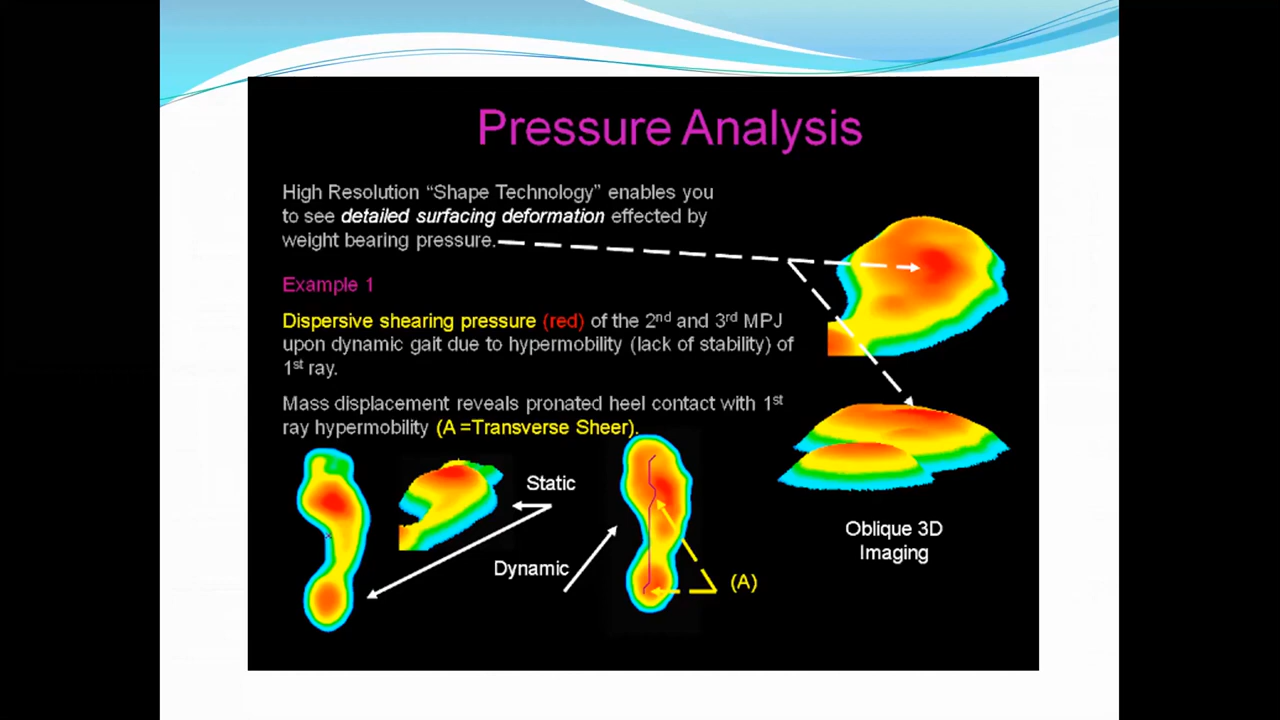 Pressure Analysis
High Resolution “Shape Technology” enables you
to see detailed surfacing deformation effected by
weight bearing pressure.
Example 1
Dispersive shearing pressure (red) of the 2nd and 3rd MPJ
upon dynamic gait due to hypermobility (lack of stability) of
1st ray.
Mass displacement reveals pronated heel contact with 1st
ray hypermobility (A =Transverse Sheer).
Static
Dynamic
(A)
Oblique 3D
Imaging